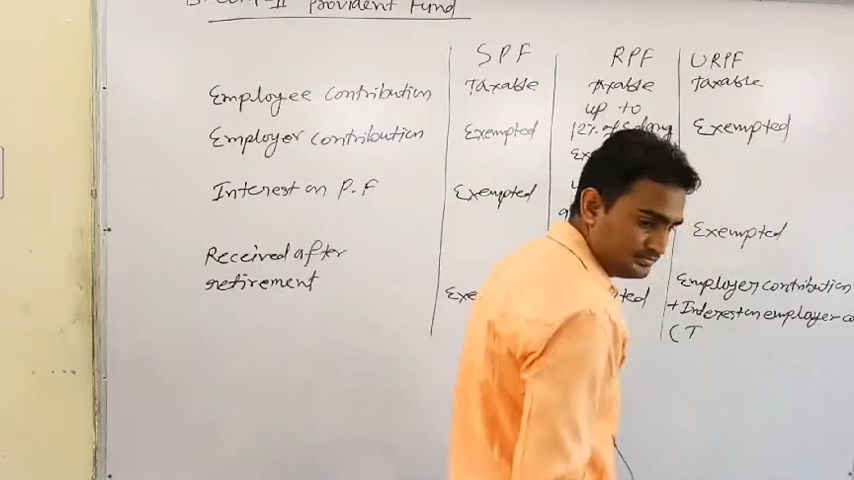 Provident Fund
SPF RPF URPF
Employee Contribution Taxable Taxable Taxable
up to
Employer Contribution Exempted 12% of Exempted
Interest on P.F Exempted
Exempted
Received after
retirement
Employer contribution
+ Interest on employer
(T